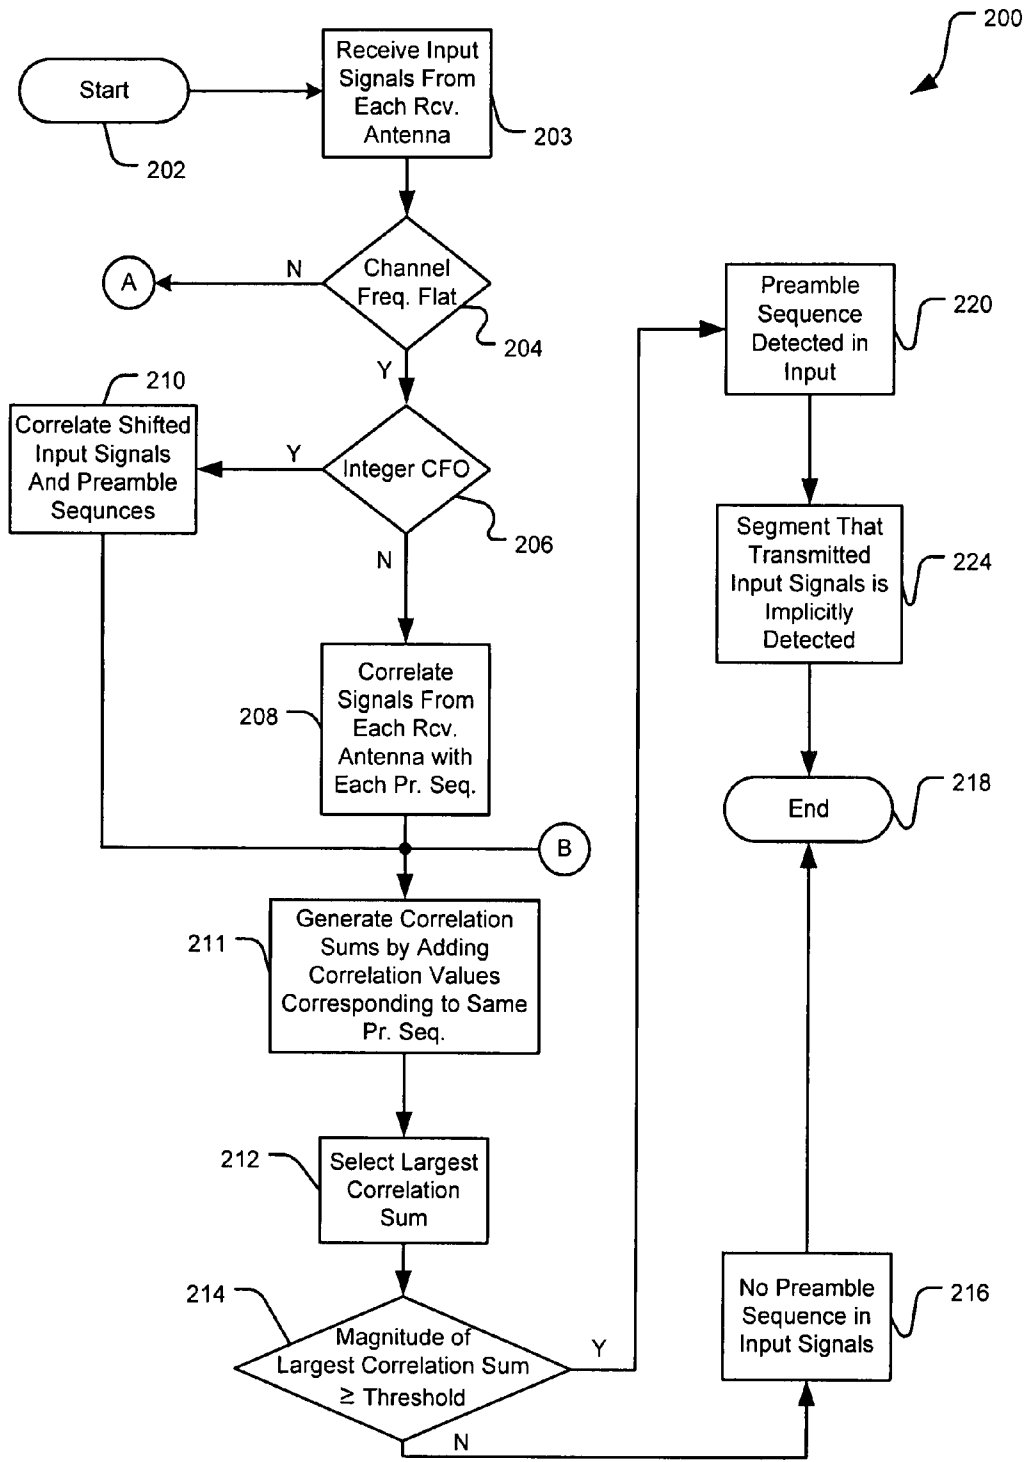 200
Start
202
Receive Input
Signals From
Each Rcv.
Antenna
203
Channel
Freq. Flat
204
N
A
Y
Integer CFO
206
Y
210
Correlate Shifted
Input Signals
And Preamble
Sequnces
N
Correlate
Signals From
Each Rcv.
Antenna with
Each Pr. Seq.
208
B
Generate Correlation
Sums by Adding
Correlation Values
Corresponding to Same
Pr. Seq.
211
Select Largest
Correlation
Sum
212
Magnitude of
Largest Correlation Sum
≥ Threshold
214
Y
N
Preamble
Sequence
Detected in
Input
220
Segment That
Transmitted
Input Signals is
Implicitly
Detected
224
End
218
No Preamble
Sequence in
Input Signals
216